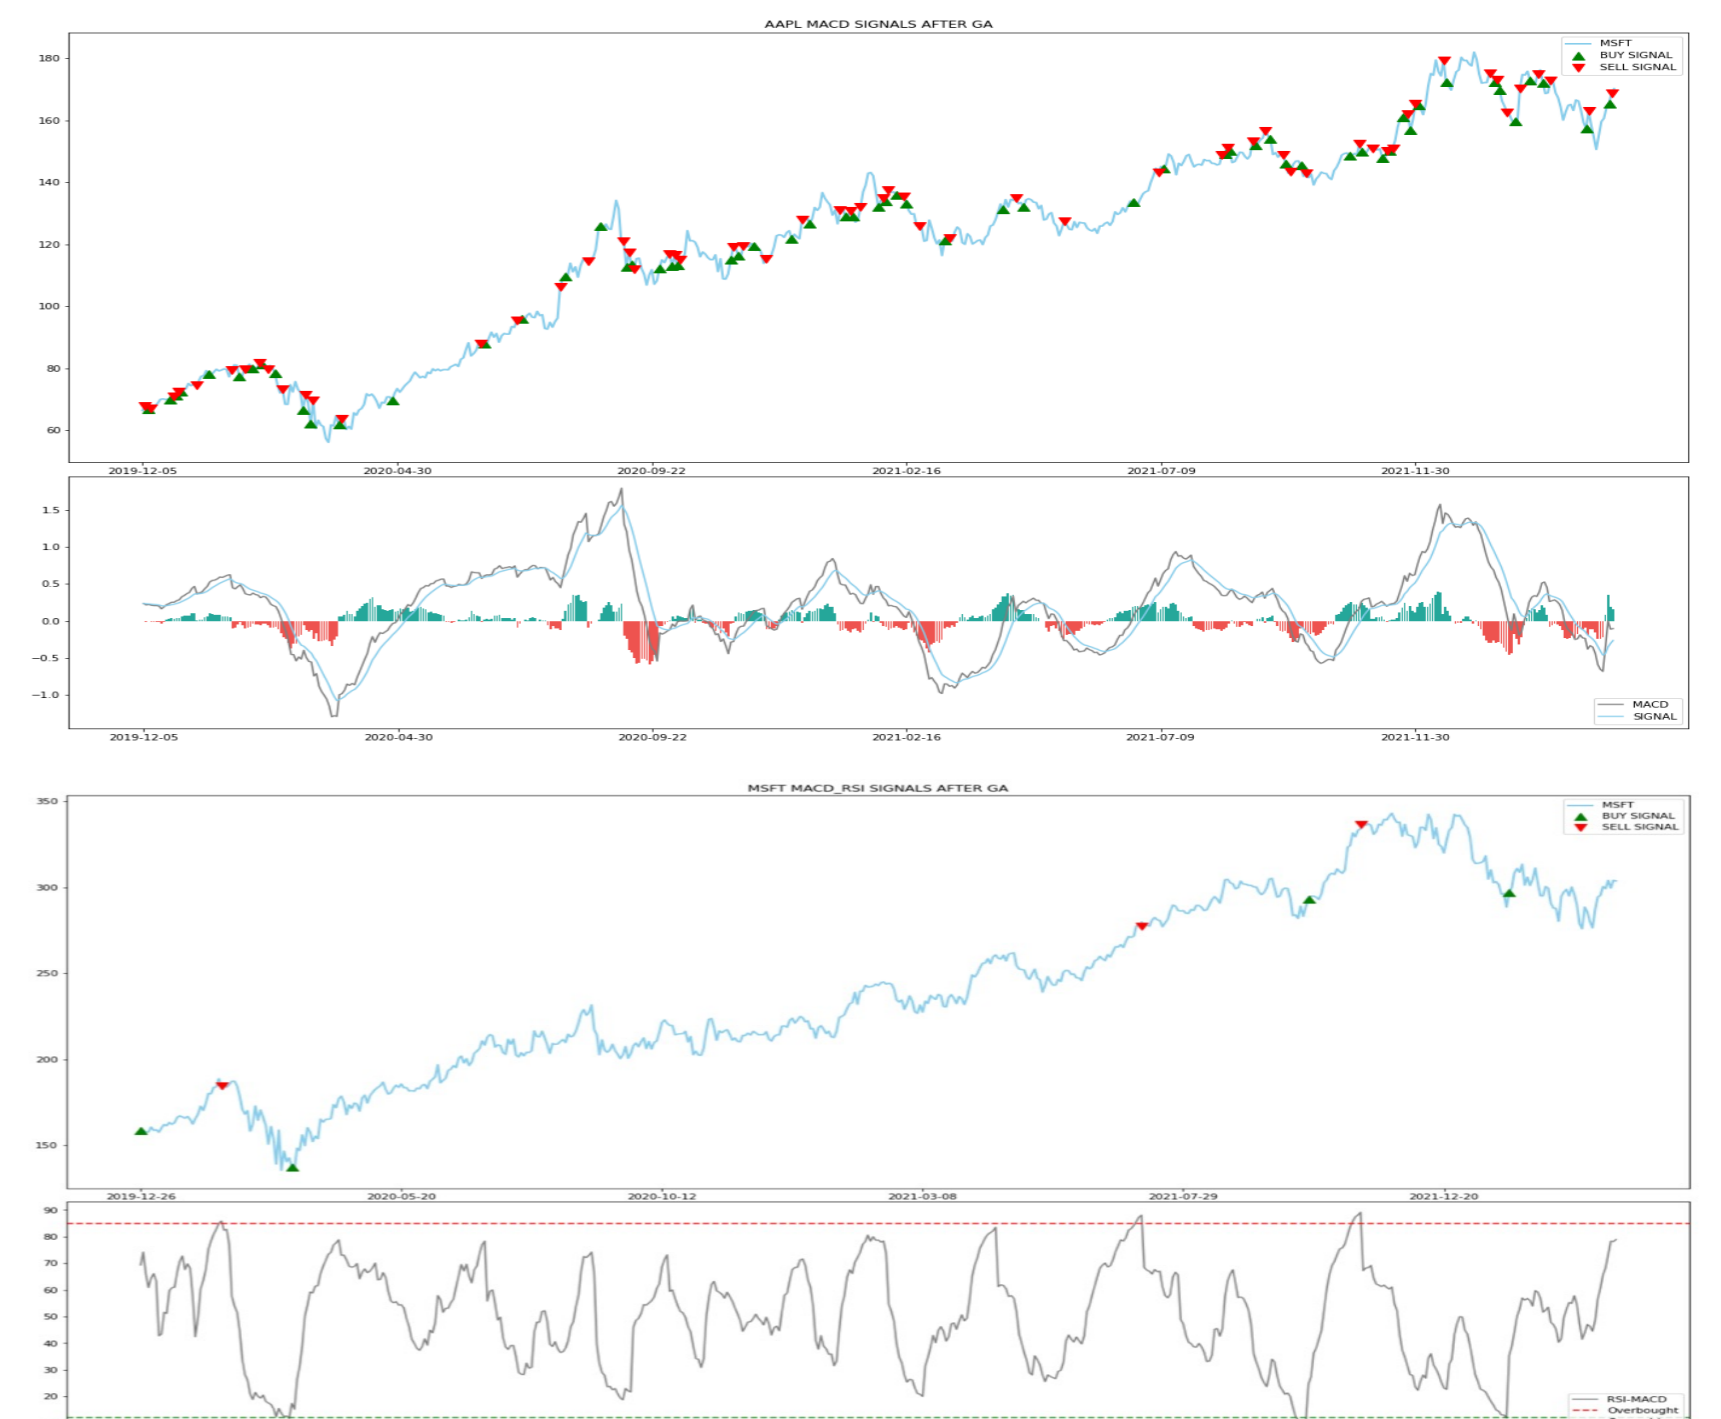 AAPL MACD SIGNALS AFTER GA
MSFT
BUY SIGNAL
SELL SIGNAL
180
160
140
120
100
80
60
2019-12-05 2020-04-30 2020-09-22 2021-02-16 2021-07-09 2021-11-30
1.5
1.0
0.5
0.0
−0.5
−1.0
MACD
SIGNAL
2019-12-05 2020-04-30 2020-09-22 2021-02-16 2021-07-09 2021-11-30
MSFT MACD_RSI SIGNALS AFTER GA
MSFT
BUY SIGNAL
SELL SIGNAL
350
300
250
200
150
2019-12-26 2020-05-20 2020-10-12 2021-03-08 2021-07-29 2021-12-20
90
80
70
60
50
40
30
20
RSI-MACD
Overbought